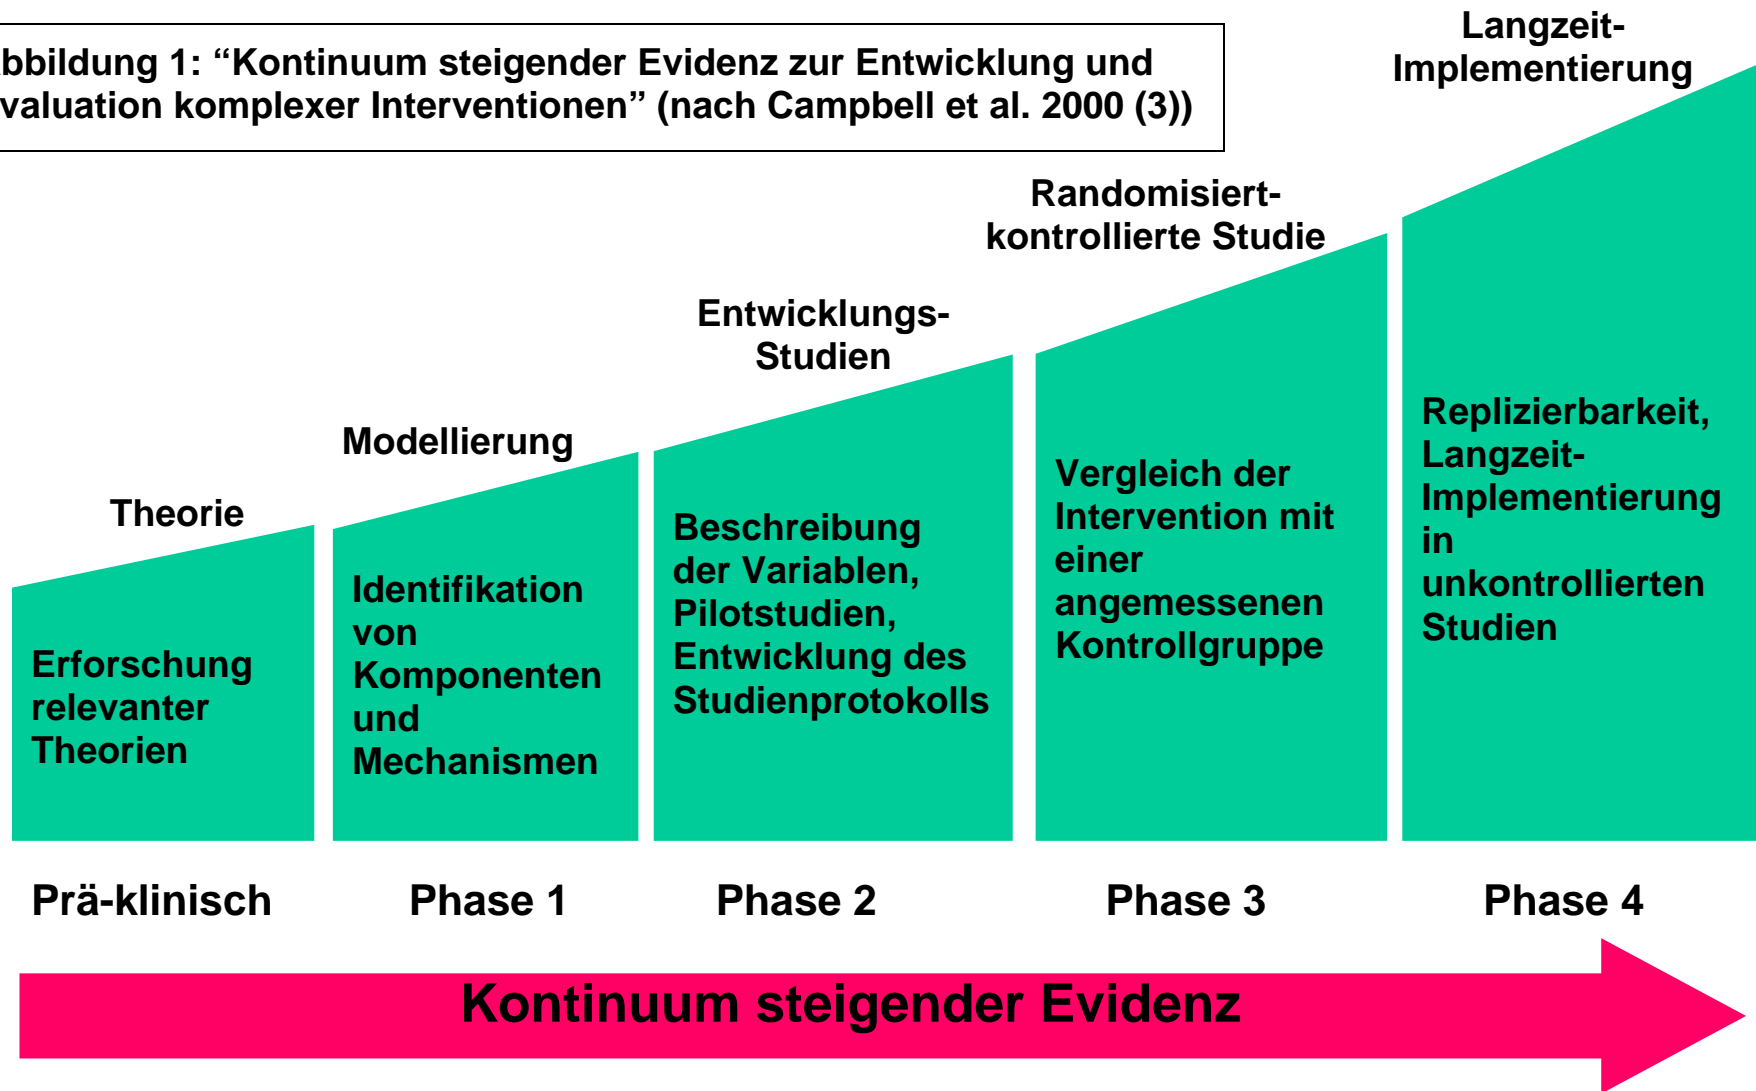 bbildung 1: “Kontinuum steigender Evidenz zur Entwicklung und
valuation komplexer Interventionen” (nach Campbell et al. 2000 (3))
Langzeit-
Implementierung
Randomisiert-
kontrollierte Studie
Entwicklungs-
Studien
Modellierung
Theorie
Erforschung
relevanter
Theorien
Identifikation
von
Komponenten
und
Mechanismen
Beschreibung
der Variablen,
Pilotstudien,
Entwicklung des
Studienprotokolls
Vergleich der
Intervention mit
einer
angemessenen
Kontrollgruppe
Replizierbarkeit,
Langzeit-
Implementierung
in
unkontrollierten
Studien
Prä-klinisch
Phase 1
Phase 2
Phase 3
Phase 4
Kontinuum steigender Evidenz